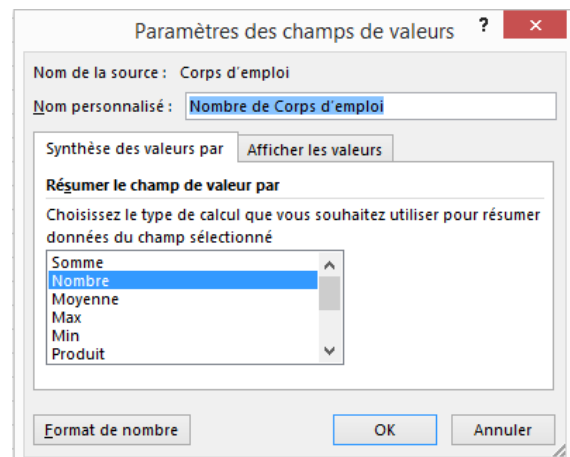 Paramètres des champs de valeurs ? ×
Nom de la source : Corps d'emploi
Nom personnalisé : Nombre de Corps d'emploi
Synthèse des valeurs par Afficher les valeurs
Résumer le champ de valeur par
Choisissez le type de calcul que vous souhaitez utiliser pour résumer
données du champ sélectionné
Somme
Nombre
Moyenne
Max
Min
Produit
Format de nombre OK Annuler